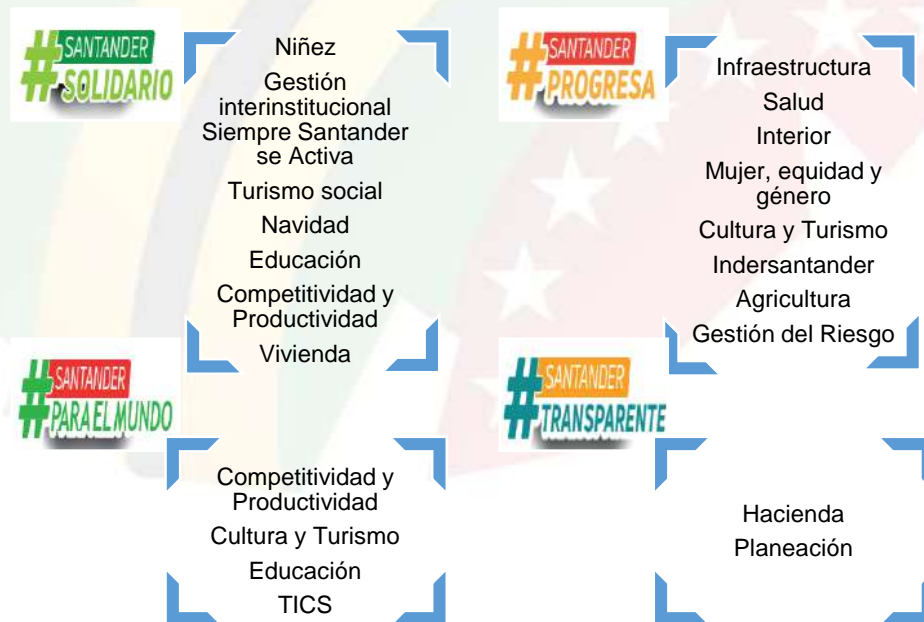 #SANTANDER
SOLIDARIO
Niñez
Gestión
interinstitucional
Siempre Santander
se Activa
Turismo social
Navidad
Educación
Competitividad y
Productividad
Vivienda
#SANTANDER
PROGRESA
Infraestructura
Salud
Interior
Mujer, equidad y
género
Cultura y Turismo
Indersantander
Agricultura
Gestión del Riesgo
#SANTANDER
PARA EL MUNDO
Competitividad y
Productividad
Cultura y Turismo
Educación
TICS
#SANTANDER
TRANSPARENTE
Hacienda
Planeación